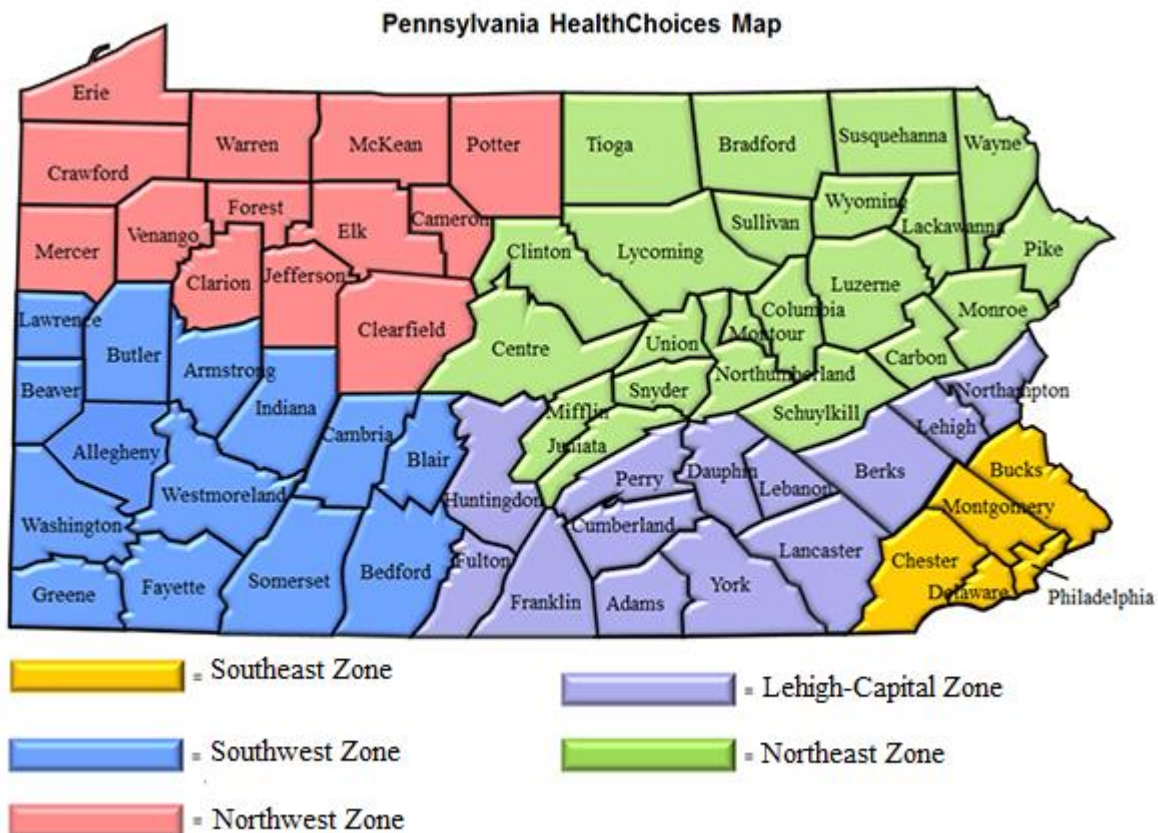 Pennsylvania HealthChoices Map
Erie
Warren
McKean
Potter
Tioga
Bradford
Susquehanna
Wayne
Crawford
Forest
Cameron
Wyoming
Lackawanna
Mercer
Venango
Elk
Clinton
Lycoming
Sullivan
Pike
Clarion
Jefferson
Luzerne
Lawrence
Clearfield
Columbia
Monroe
Butler
Centre
Union
Montour
Carbon
Armstrong
Beaver
Indiana
Snyder
Northumberland
Northampton
Mifflin
Schuylkill
Cambria
Juniata
Lehigh
Allegheny
Blair
Perry
Dauphin
Berks
Bucks
Westmoreland
Huntingdon
Lebanon
Montgomery
Washington
Cumberland
Lancaster
Chester
Greene
Fayette
Somerset
Bedford
Fulton
Franklin
Adams
York
Delaware
Philadelphia
= Southeast Zone
= Lehigh-Capital Zone
= Southwest Zone
= Northeast Zone
= Northwest Zone